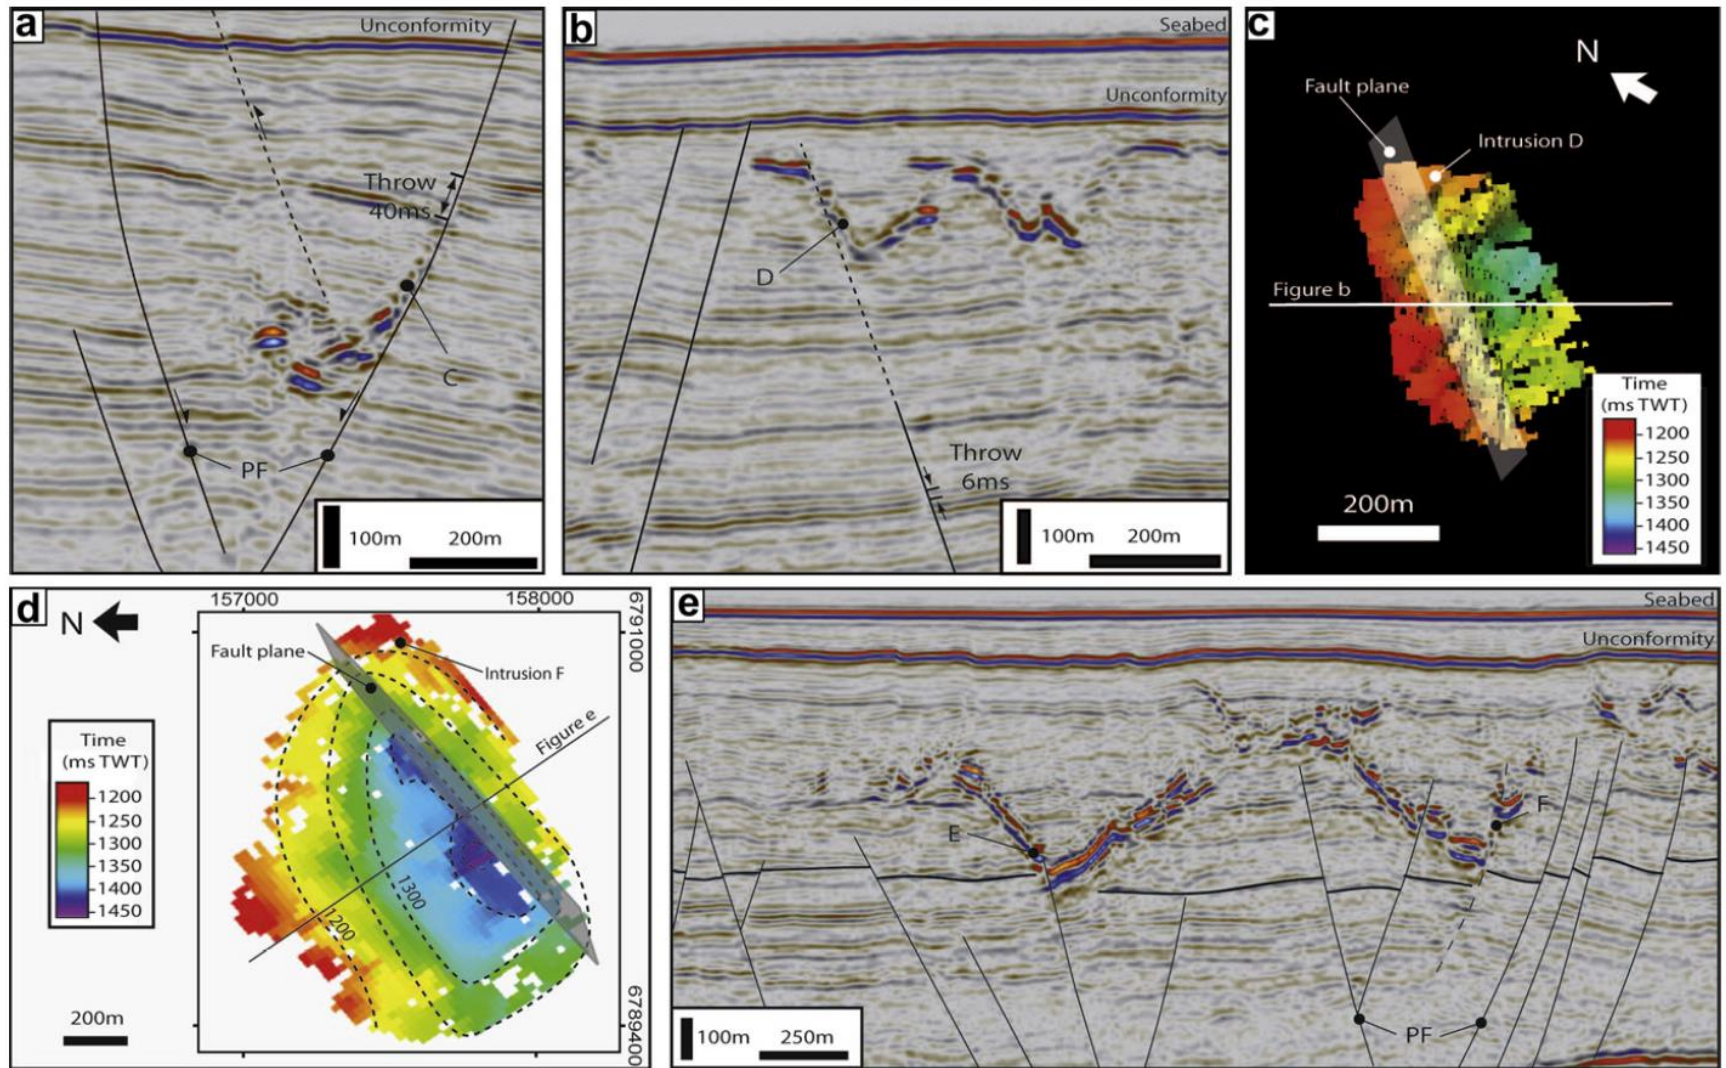 a
Unconformity
Throw
40ms
C
PF
100m
200m
b
Seabed
Unconformity
D
Throw
6ms
100m
200m
c
N
Fault plane
Intrusion D
Figure b
200m
Time
(ms TWT)
1200
1250
1300
1350
1400
1450
d
N
157000
158000
6791000
6789400
Fault plane
Intrusion F
Figure e
Time
(ms TWT)
1200
1250
1300
1350
1400
1450
1300
1200
200m
e
Seabed
Unconformity
E
F
PF
100m
250m